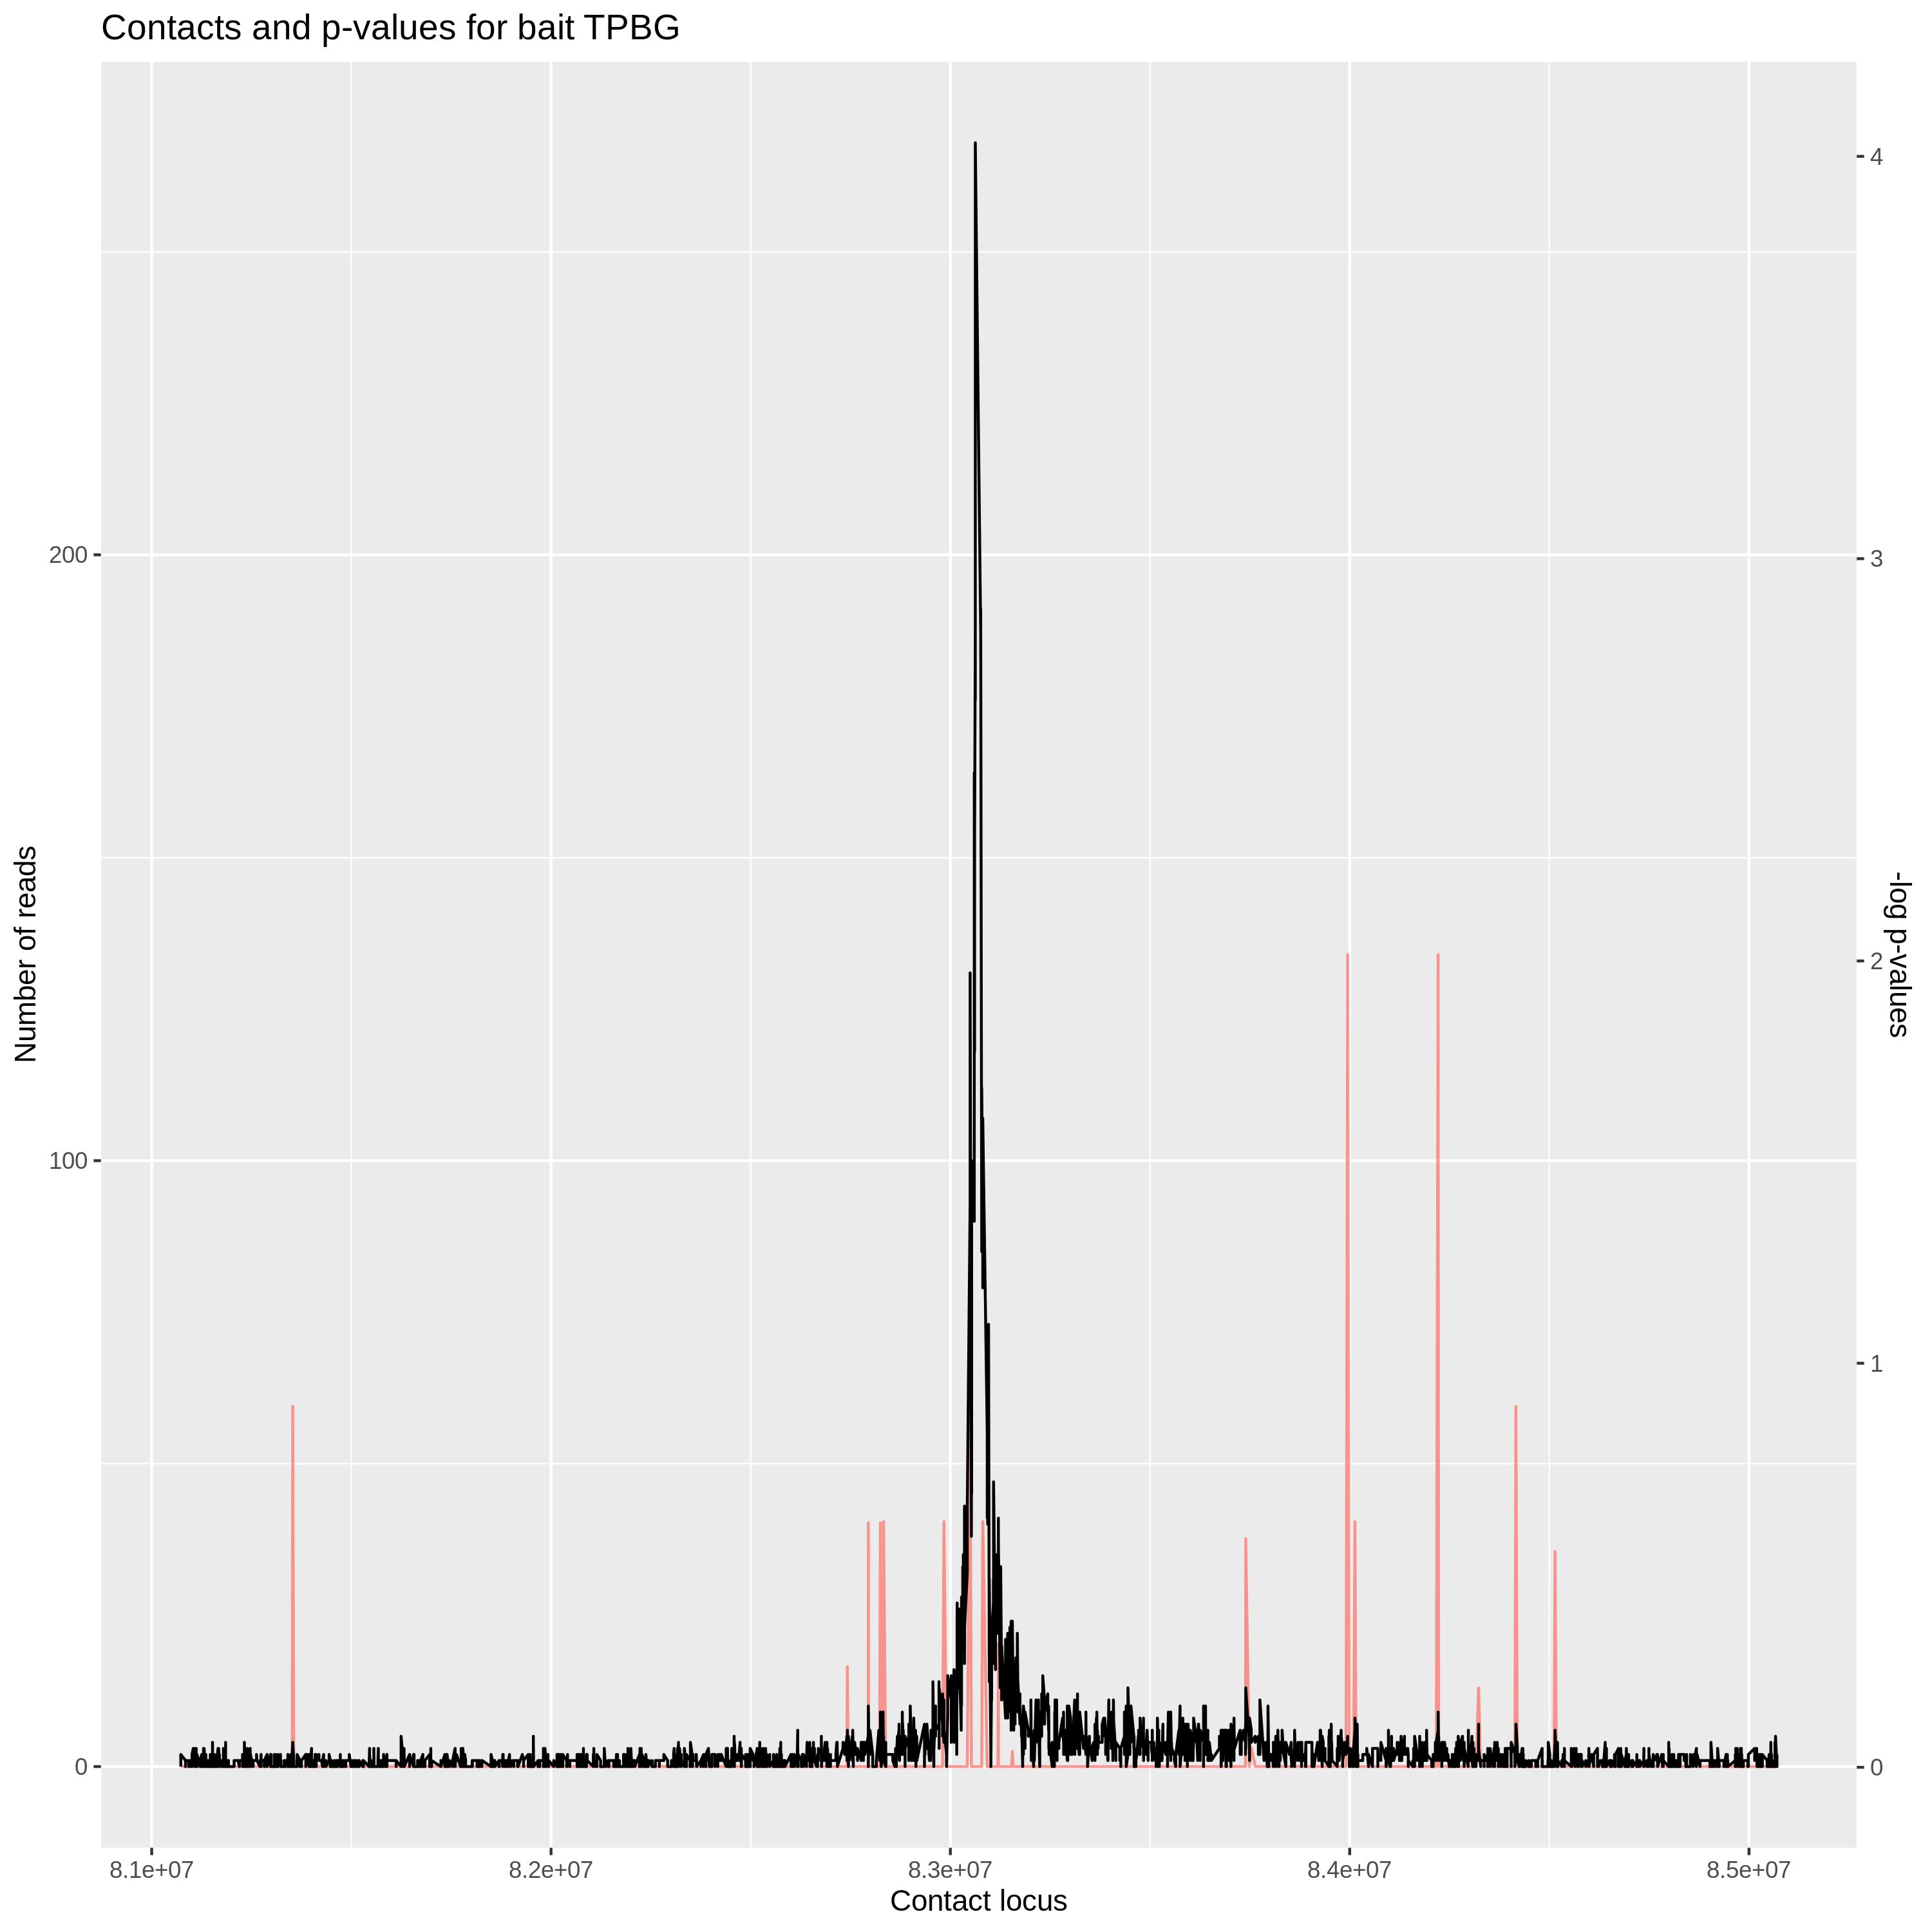 Contacts and p-values for bait TPBG
Number of reads
200
100
0
4
3
2
1
0
-log p-values
8.1e+07
8.2e+07
8.3e+07
8.4e+07
8.5e+07
Contact locus